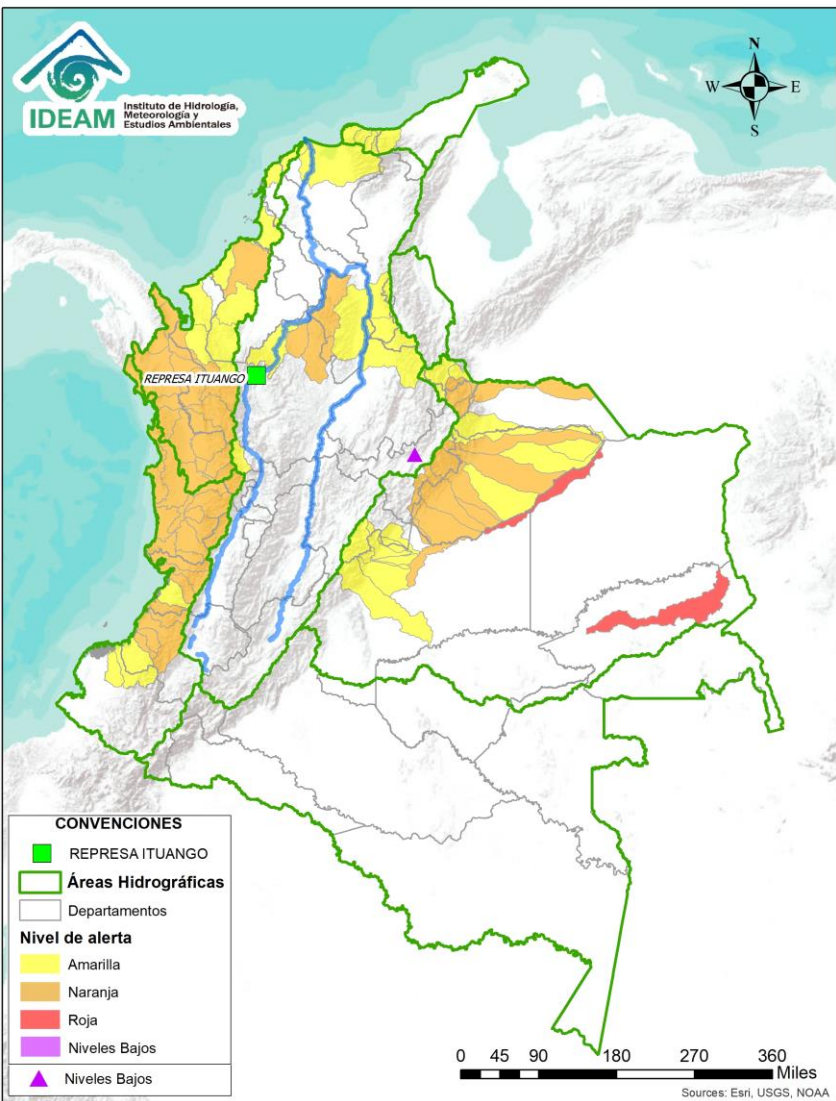 IDEAM
Instituto de Hidrología,
Meteorología y
Estudios Ambientales
N
W
E
S
REPRESA ITUANGO
CONVENCIONES
REPRESA ITUANGO
Áreas Hidrográficas
Departamentos
Nivel de alerta
Amarilla
Naranja
Roja
Niveles Bajos
Niveles Bajos
0 45 90 180 270 360
Miles
Sources: Esri, USGS, NOAA